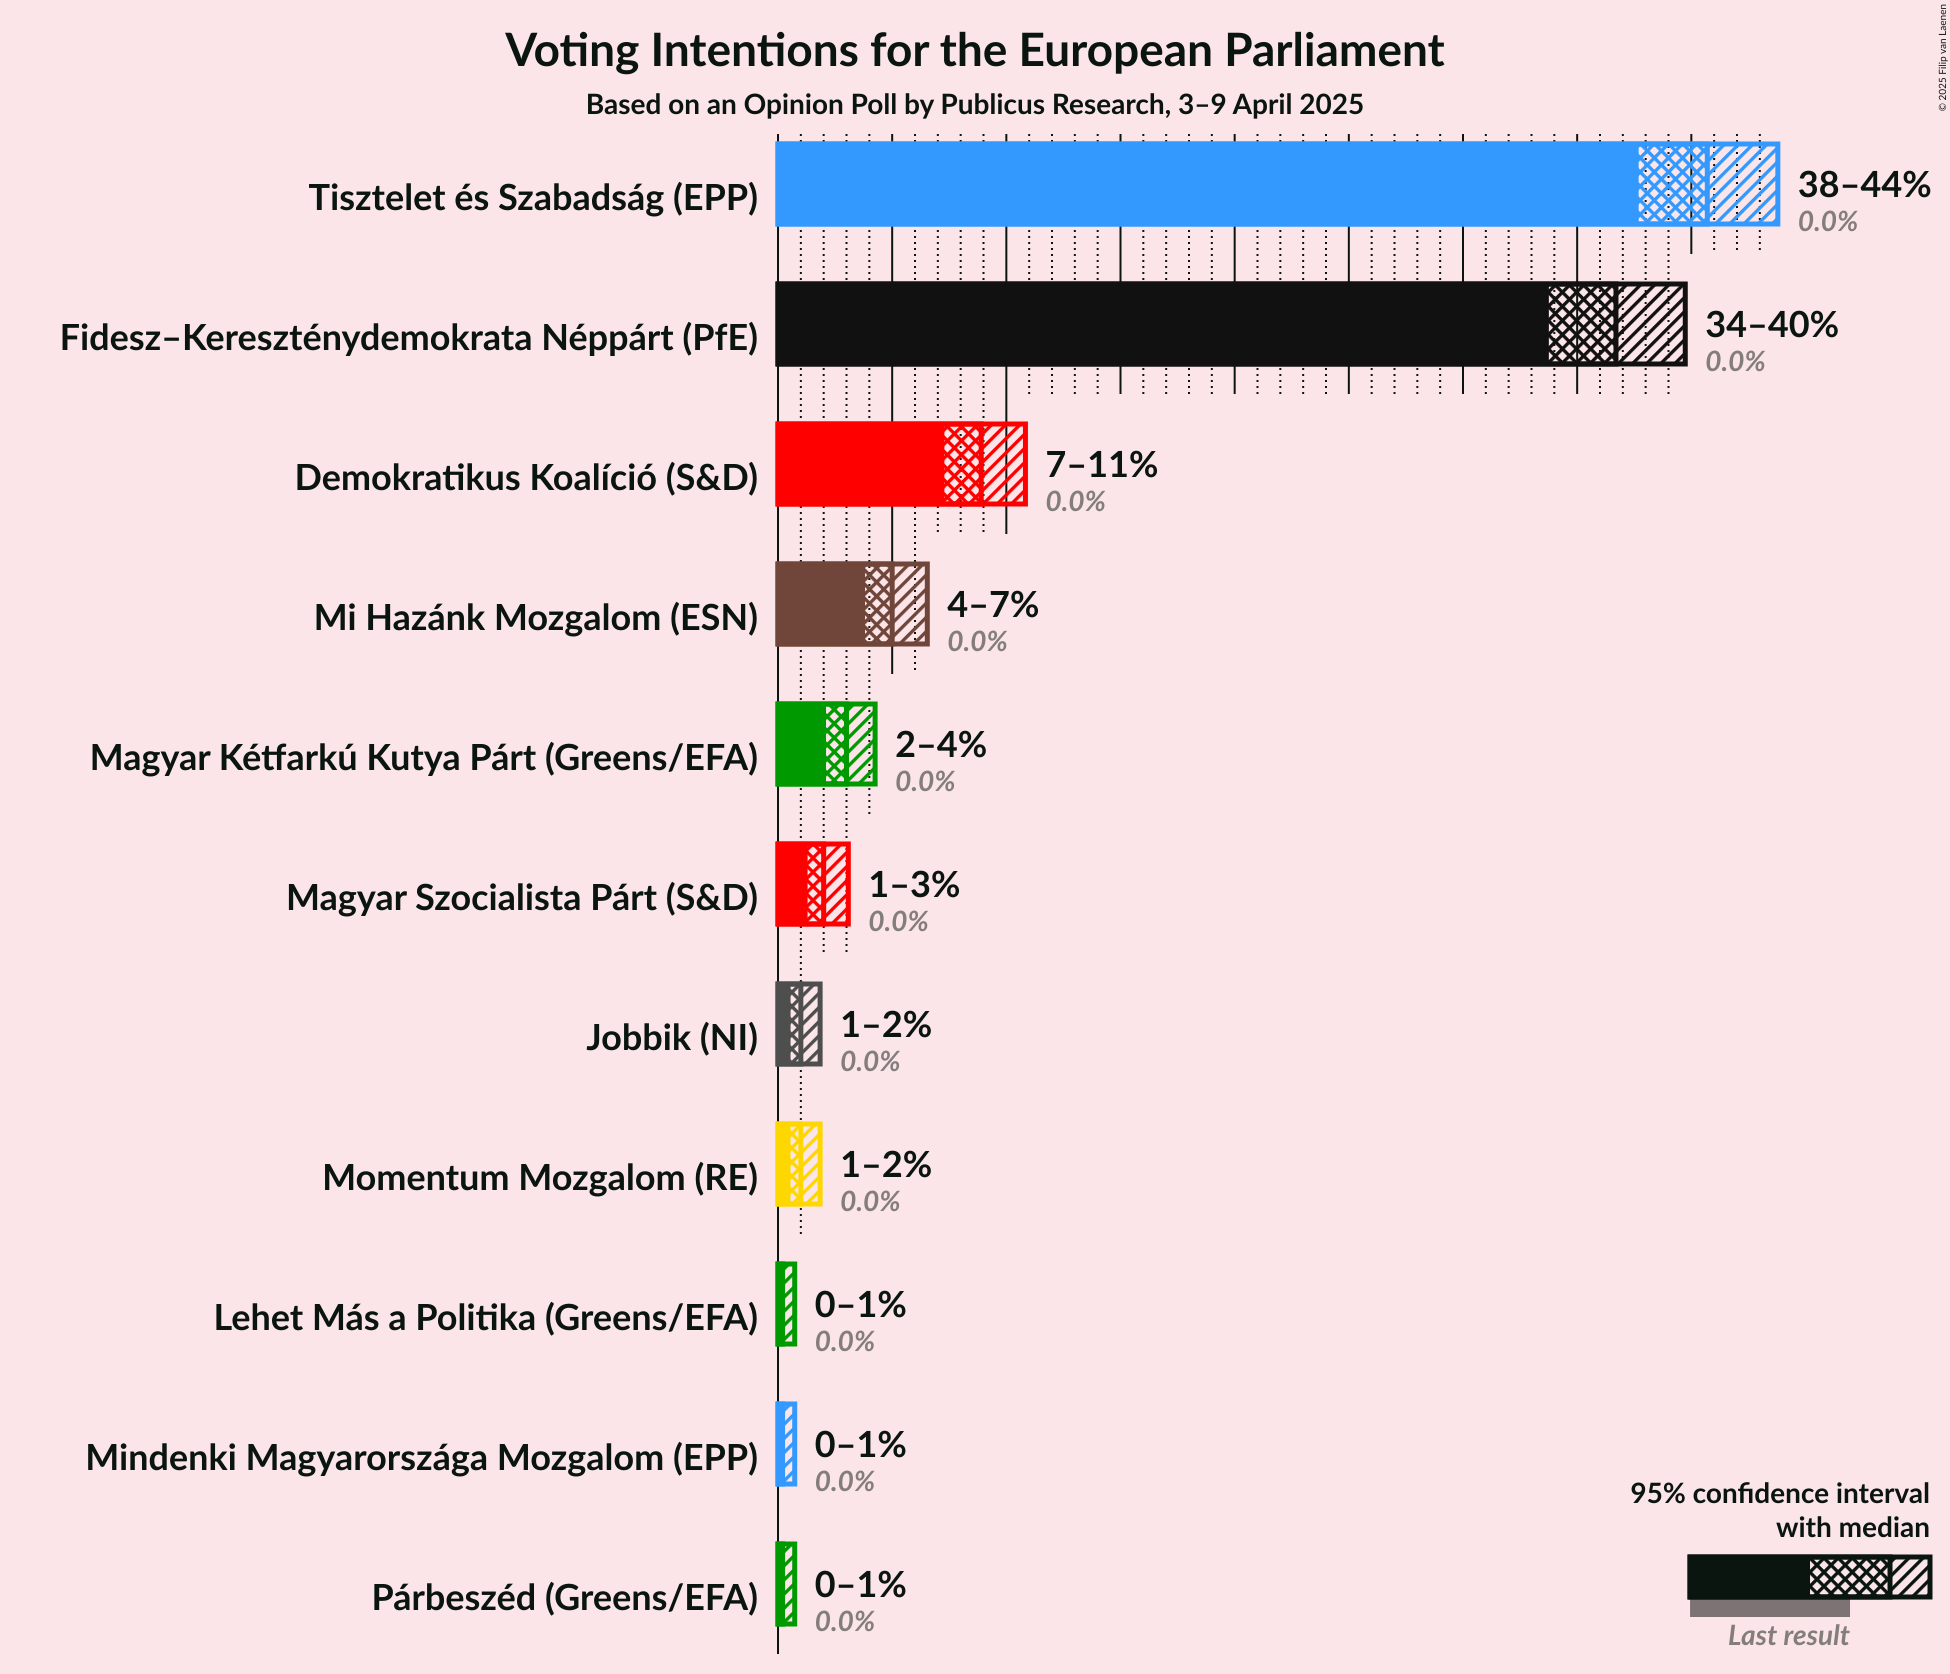 Voting Intentions for the European Parliament
Based on an Opinion Poll by Publicus Research, 3–9 April 2025
© 2025 Filip van Laenen
Tisztelet és Szabadság (EPP)
38–44%
0.0%
Fidesz–Kereszténydemokrata Néppárt (PfE)
34–40%
0.0%
Demokratikus Koalíció (S&D)
7–11%
0.0%
Mi Hazánk Mozgalom (ESN)
4–7%
0.0%
Magyar Kétfarkú Kutya Párt (Greens/EFA)
2–4%
0.0%
Magyar Szocialista Párt (S&D)
1–3%
0.0%
Jobbik (NI)
1–2%
0.0%
Momentum Mozgalom (RE)
1–2%
0.0%
Lehet Más a Politika (Greens/EFA)
0–1%
0.0%
Mindenki Magyarországa Mozgalom (EPP)
0–1%
0.0%
Párbeszéd (Greens/EFA)
0–1%
0.0%
95% confidence interval
with median
Last result